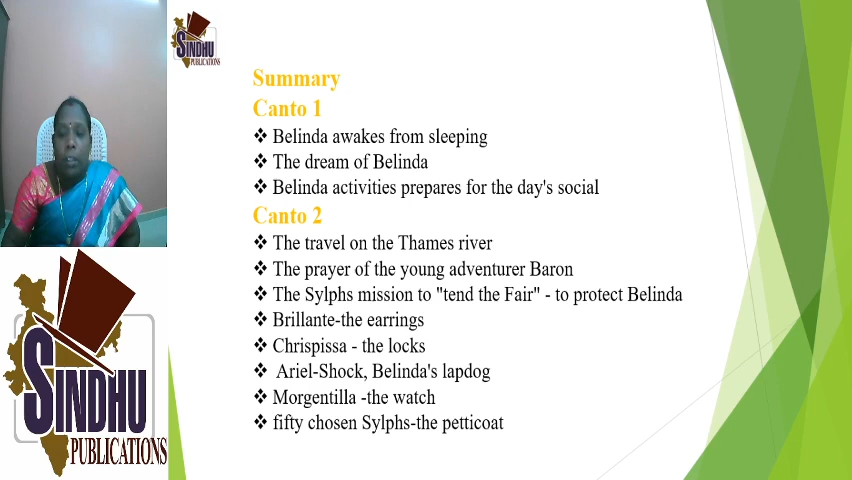 SINDHU
PUBLICATIONS
Summary
Canto 1
❖ Belinda awakes from sleeping
❖ The dream of Belinda
❖ Belinda activities prepares for the day's social
Canto 2
❖ The travel on the Thames river
❖ The prayer of the young adventurer Baron
❖ The Sylphs mission to "tend the Fair" - to protect Belinda
❖ Brillante-the earrings
❖ Chrispissa - the locks
❖ Ariel-Shock, Belinda's lapdog
❖ Morgentilla -the watch
❖ fifty chosen Sylphs-the petticoat
SINDHU
PUBLICATIONS